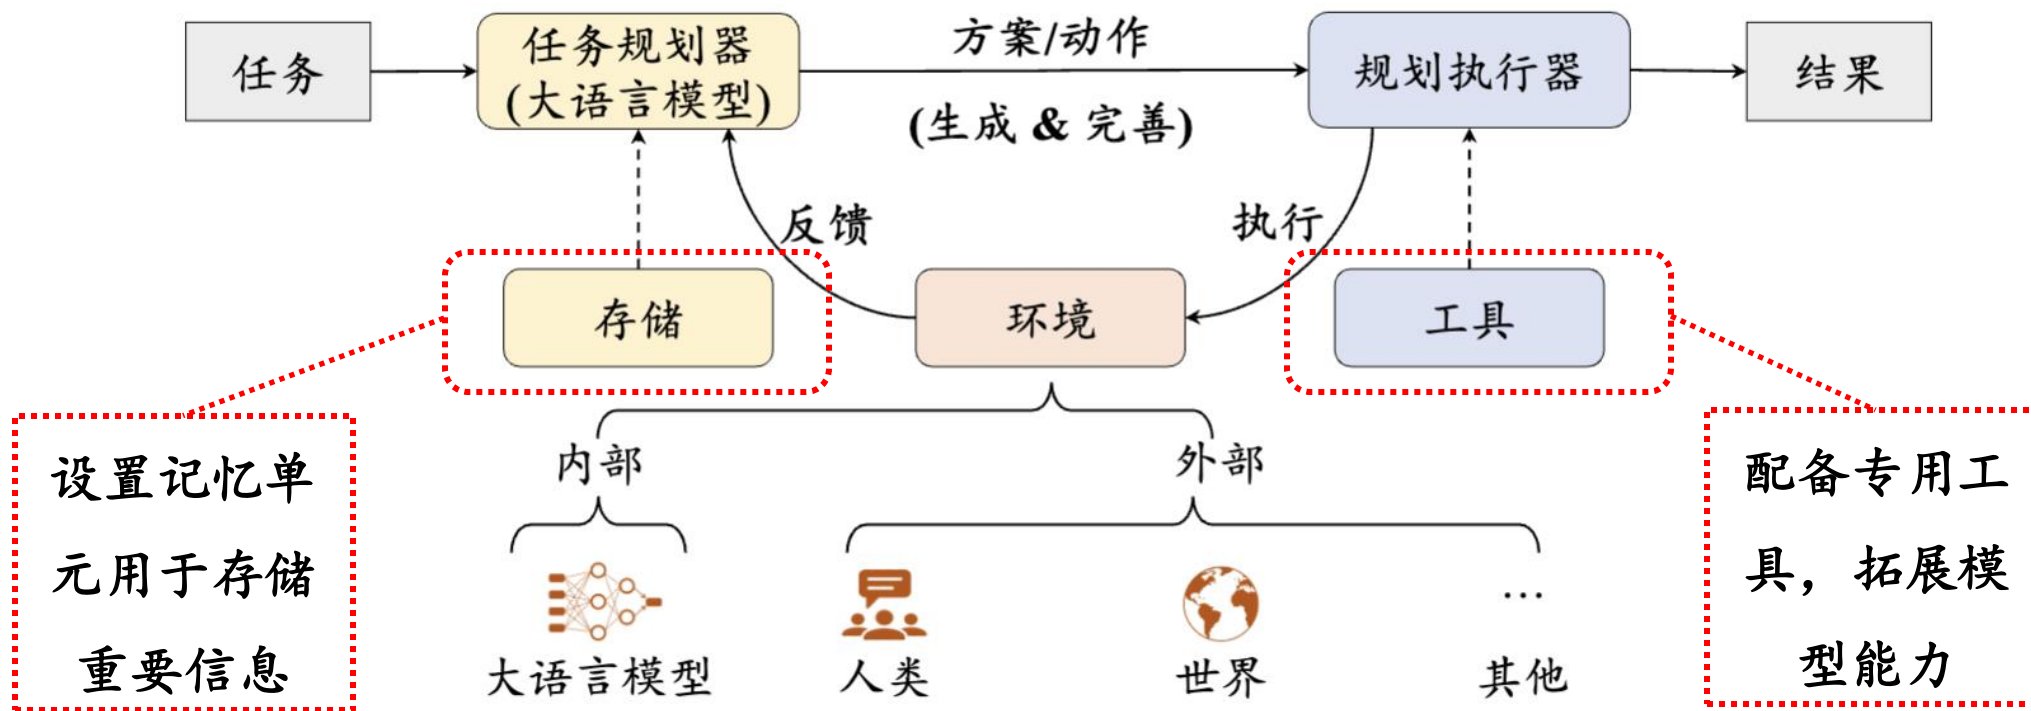 任务
任务规划器
(大语言模型)
方案/动作
(生成 & 完善)
规划执行器
结果
反馈
执行
存储
环境
工具
设置记忆单
元用于存储
重要信息
内部
外部
配备专用工
具，拓展模
型能力
大语言模型
人类
世界
…
其他